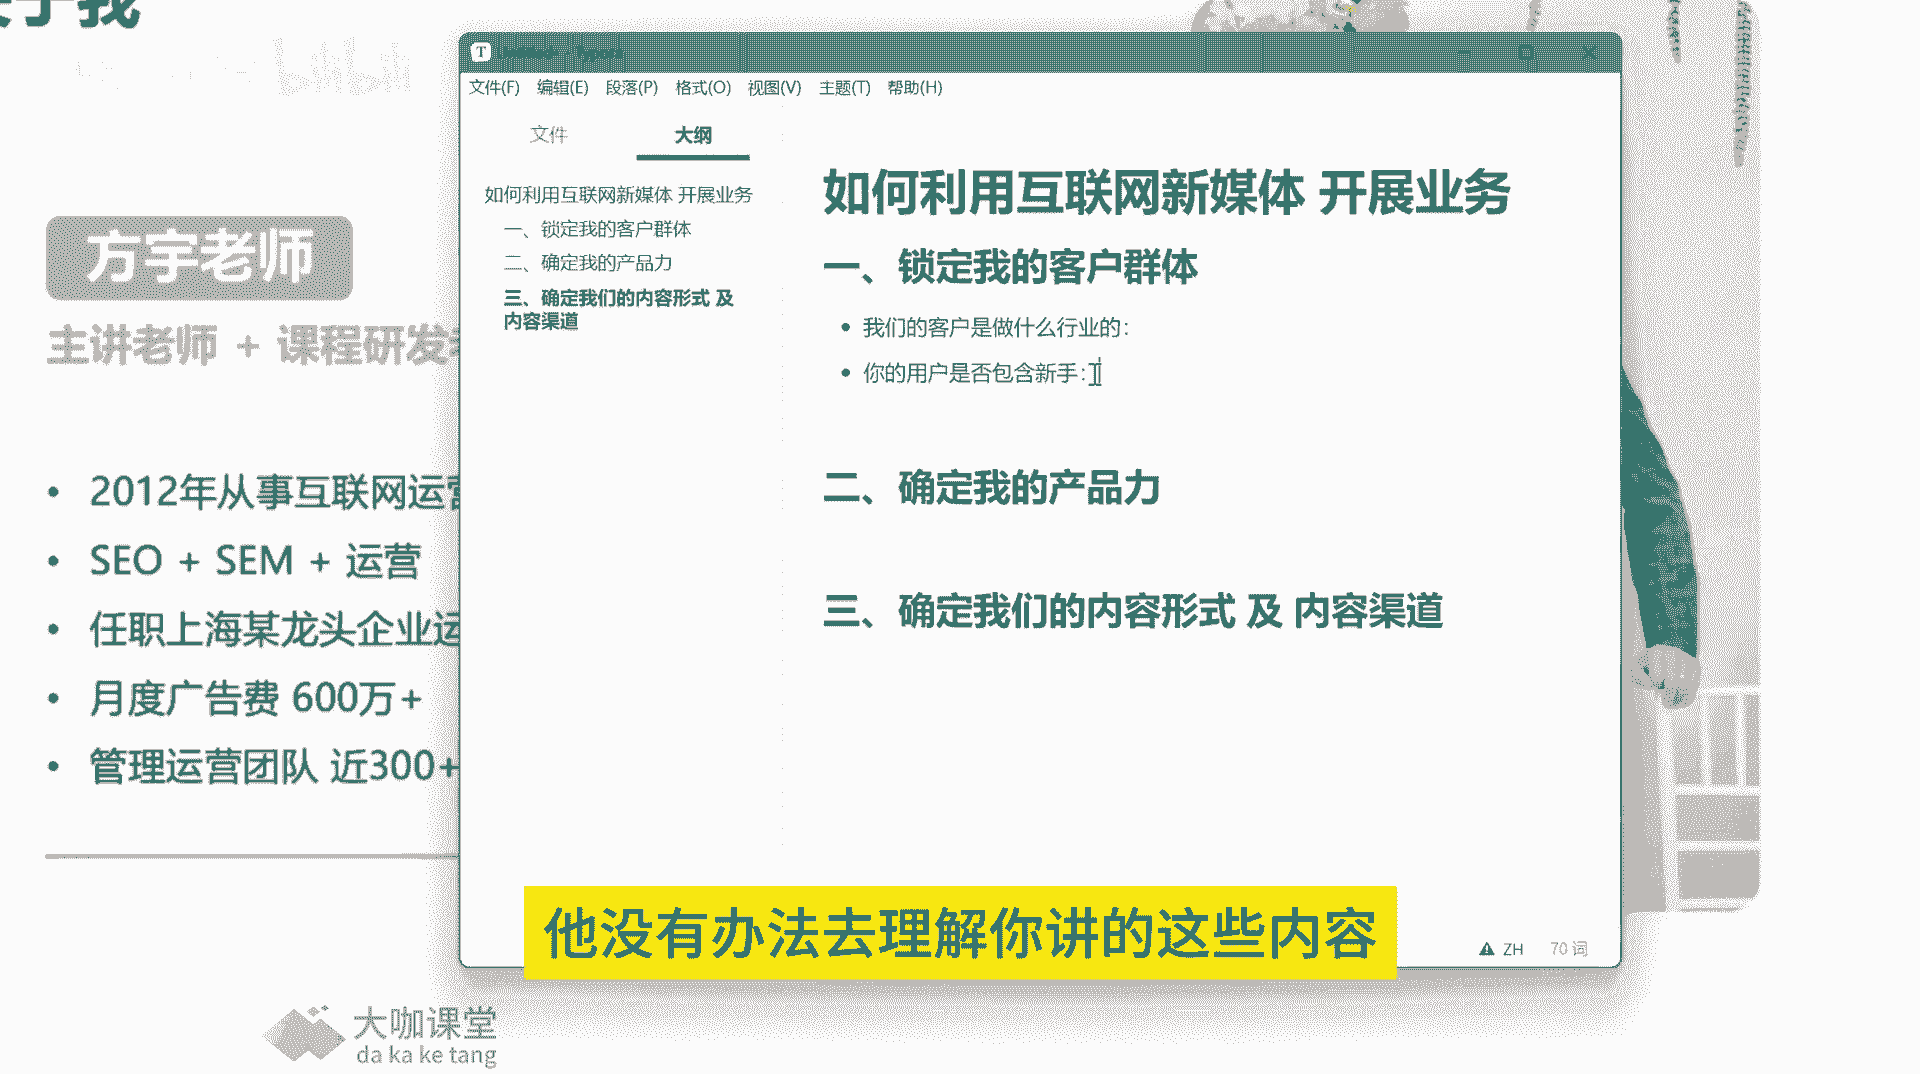 bilibili
方宇老师
主讲老师 + 课程研发
2012年从事互联网运营
SEO + SEM + 运营
任职上海某龙头企业运
月度广告费 600万+
管理运营团队 近300+
大咖课堂
da ka ke tang
T
文件(F) 编辑(E) 段落(P) 格式(O) 视图(V) 主题(T) 帮助(H)
文件 大纲
如何利用互联网新媒体 开展业务
一、锁定我的客户群体
二、确定我的产品力
三、确定我们的内容形式 及
内容渠道
如何利用互联网新媒体 开展业务
一、锁定我的客户群体
我们的客户是做什么行业的:
你的用户是否包含新手:
二、确定我的产品力
三、确定我们的内容形式 及 内容渠道
ZH 70 词
他没有办法去理解你讲的这些内容